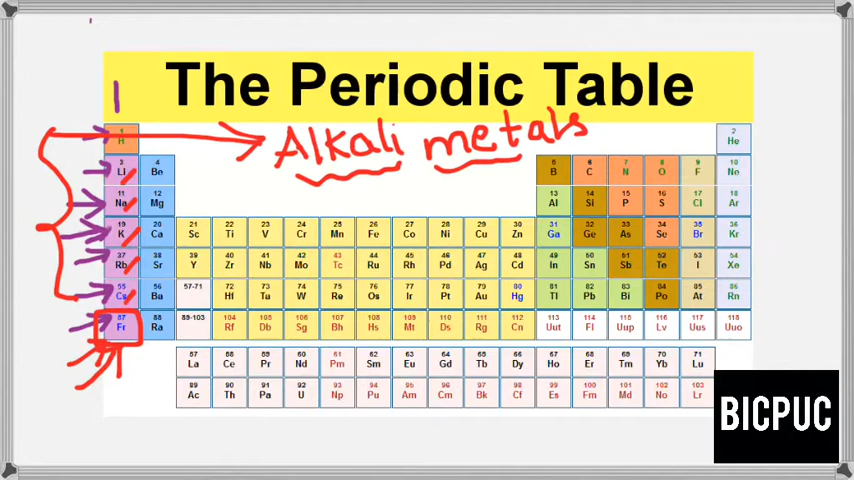 The Periodic Table
Alkali metals
1 2
H He
3 4 5 6 7 8 9 10
Li Be B C N O F Ne
11 12 13 14 15 16 17 18
Na Mg Al Si P S Cl Ar
19 20 21 22 23 24 25 26 27 28 29 30 31 32 33 34 35 36
K Ca Sc Ti V Cr Mn Fe Co Ni Cu Zn Ga Ge As Se Br Kr
37 38 39 40 41 42 43 44 45 46 47 48 49 50 51 52 53 54
Rb Sr Y Zr Nb Mo Tc Ru Rh Pd Ag Cd In Sn Sb Te I Xe
55 56 57-71 72 73 74 75 76 77 78 79 80 81 82 83 84 85 86
Cs Ba Hf Ta W Re Os Ir Pt Au Hg Tl Pb Bi Po At Rn
87 88 89-103 104 105 106 107 108 109 110 111 112 113 114 115 116 117 118
Fr Ra Rf Db Sg Bh Hs Mt Ds Rg Cn Uut Fl Uup Lv Uus Uuo
57 58 59 60 61 62 63 64 65 66 67 68 69 70 71
La Ce Pr Nd Pm Sm Eu Gd Tb Dy Ho Er Tm Yb Lu
89 90 91 92 93 94 95 96 97 98 99 100 101 102 103
Ac Th Pa U Np Pu Am Cm Bk Cf Es Fm Md No Lr
BICPUC